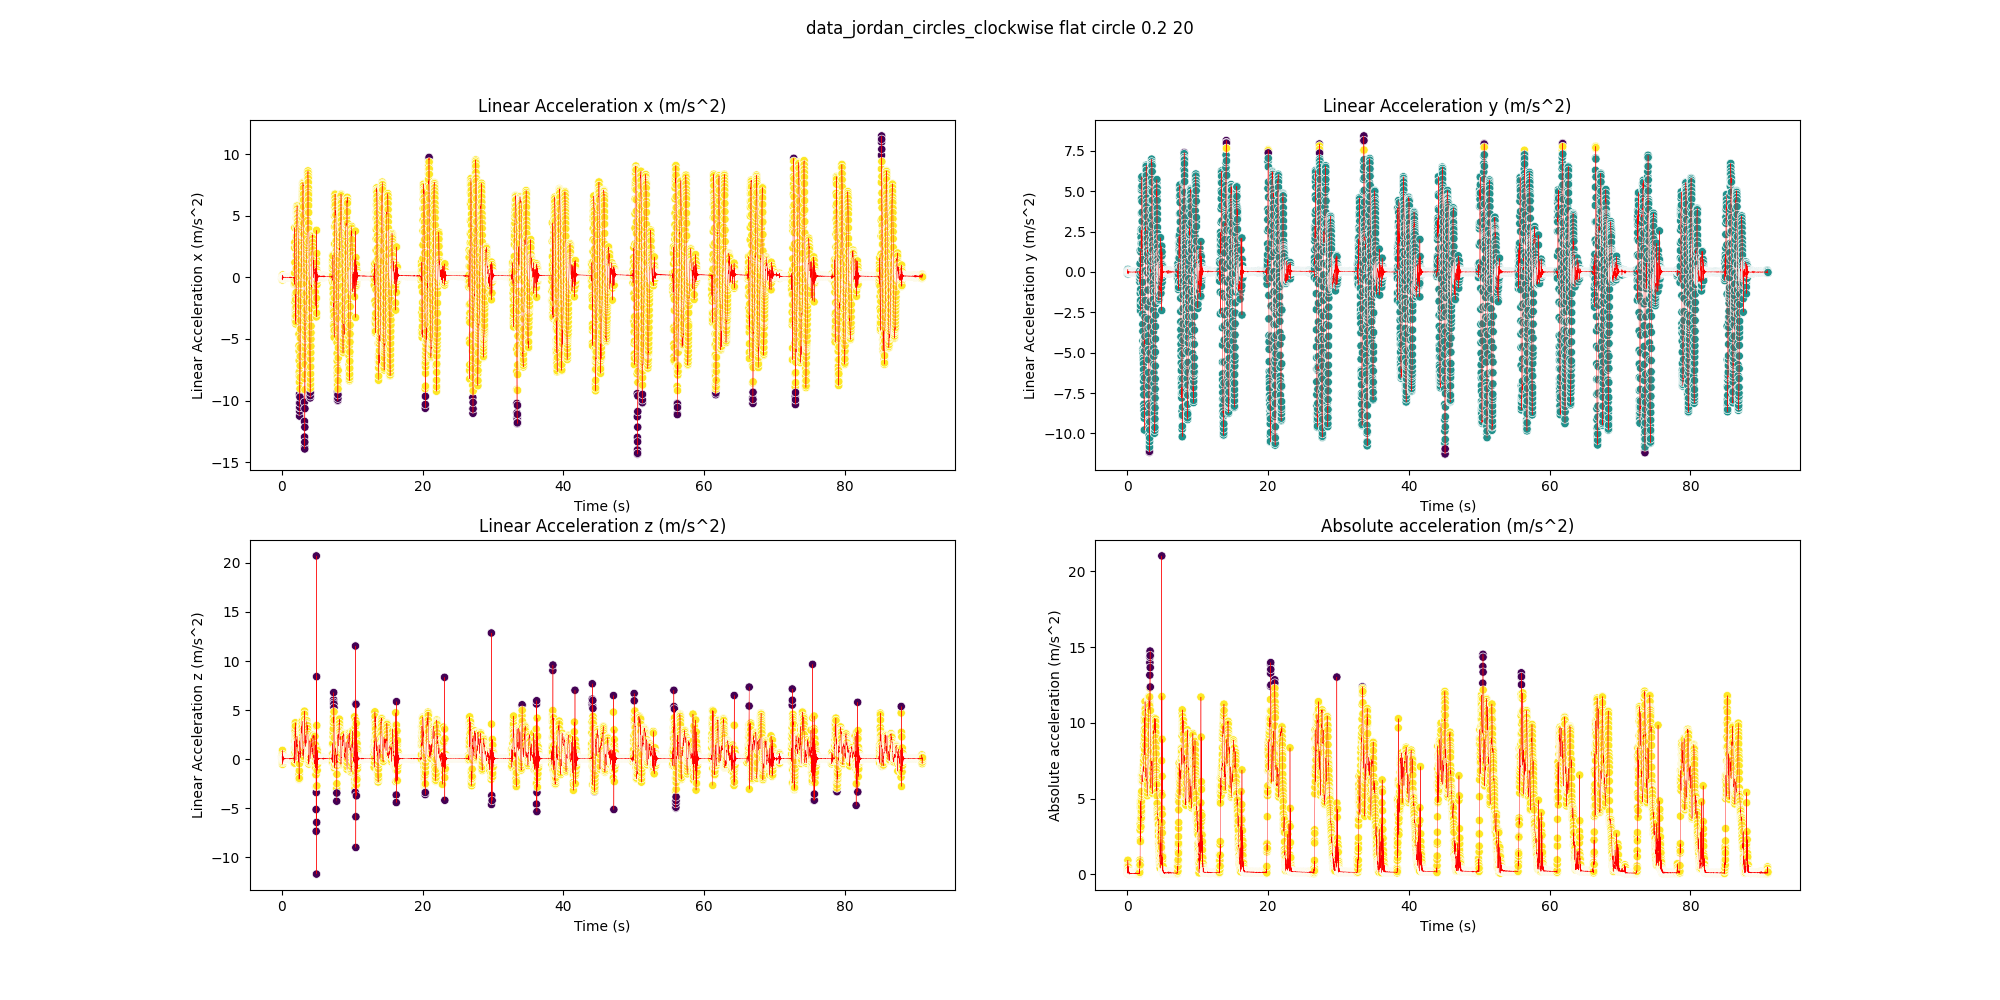 data_jordan_circles_clockwise flat circle 0.2 20
Linear Acceleration x (m/s^2)
Linear Acceleration x (m/s^2)
10
5
0
−5
−10
−15
0 20 40 60 80
Time (s)
Linear Acceleration y (m/s^2)
Linear Acceleration y (m/s^2)
7.5
5.0
2.5
0.0
−2.5
−5.0
−7.5
−10.0
0 20 40 60 80
Time (s)
Linear Acceleration z (m/s^2)
Linear Acceleration z (m/s^2)
20
15
10
5
0
−5
−10
0 20 40 60 80
Time (s)
Absolute acceleration (m/s^2)
Absolute acceleration (m/s^2)
20
15
10
5
0
0 20 40 60 80
Time (s)